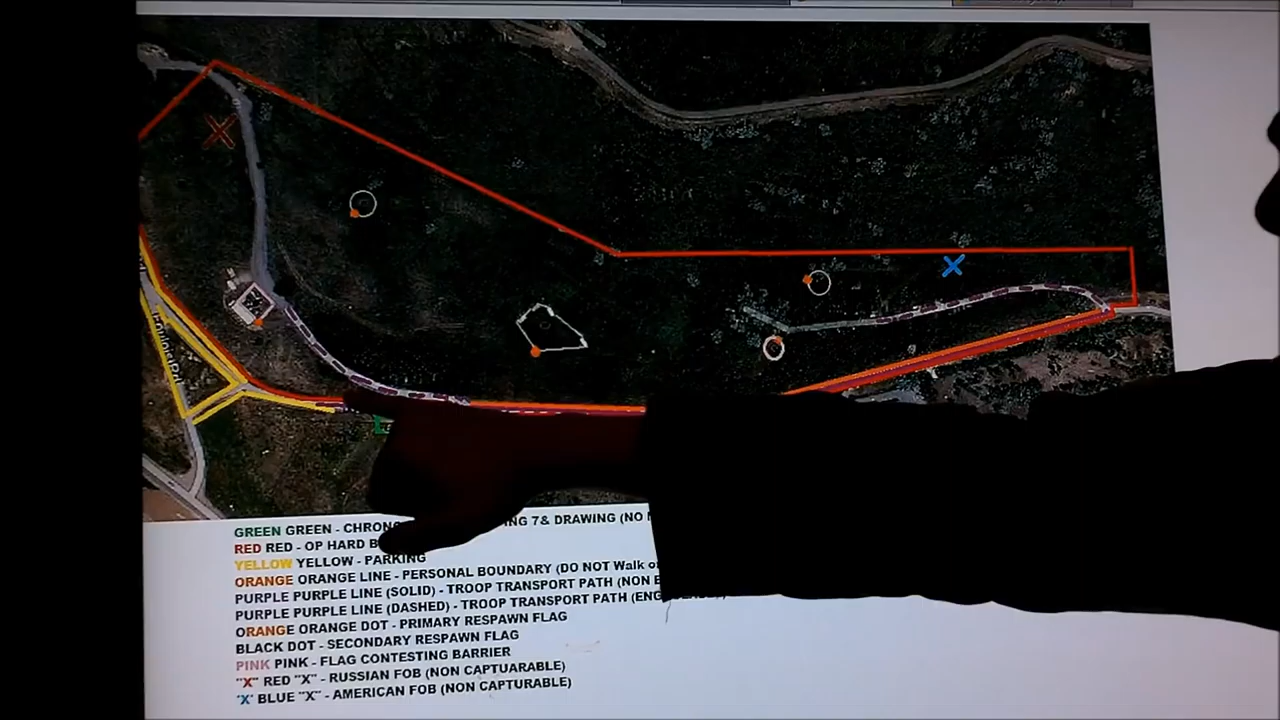 GREEN GREEN - CHRONO ING 7& DRAWING (NO
RED RED - OP HARD B
YELLOW YELLOW - PARKING
ORANGE ORANGE LINE - PERSONAL BOUNDARY (DO NOT Walk
PURPLE PURPLE LINE (SOLID) - TROOP TRANSPORT PATH (NON
PURPLE PURPLE LINE (DASHED) - TROOP TRANSPORT PATH (ENG
ORANGE ORANGE DOT - PRIMARY RESPAWN FLAG
BLACK DOT - SECONDARY RESPAWN FLAG
PINK PINK - FLAG CONTESTING BARRIER
"X" RED "X" - RUSSIAN FOB (NON CAPTUARABLE)
"X" BLUE "X" - AMERICAN FOB (NON CAPTURABLE)